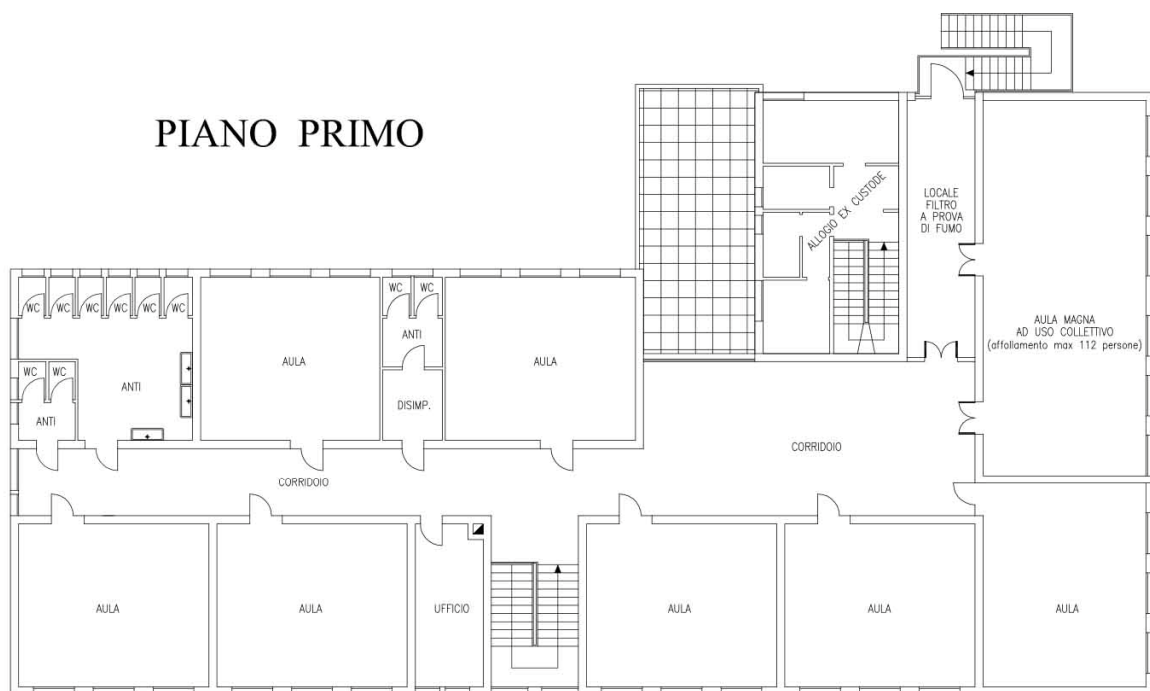 PIANO PRIMO
ALLOGIO EX CUSTODE
LOCALE
FILTRO
A PROVA
DI FUMO
WC
WC
WC
WC
WC
WC
WC
WC
AULA MAGNA
AD USO COLLETTIVO
(affollamento max 112 persone)
ANTI
AULA
AULA
WC
WC
ANTI
DISIMP.
ANTI
CORRIDOIO
CORRIDOIO
AULA
AULA
UFFICIO
AULA
AULA
AULA